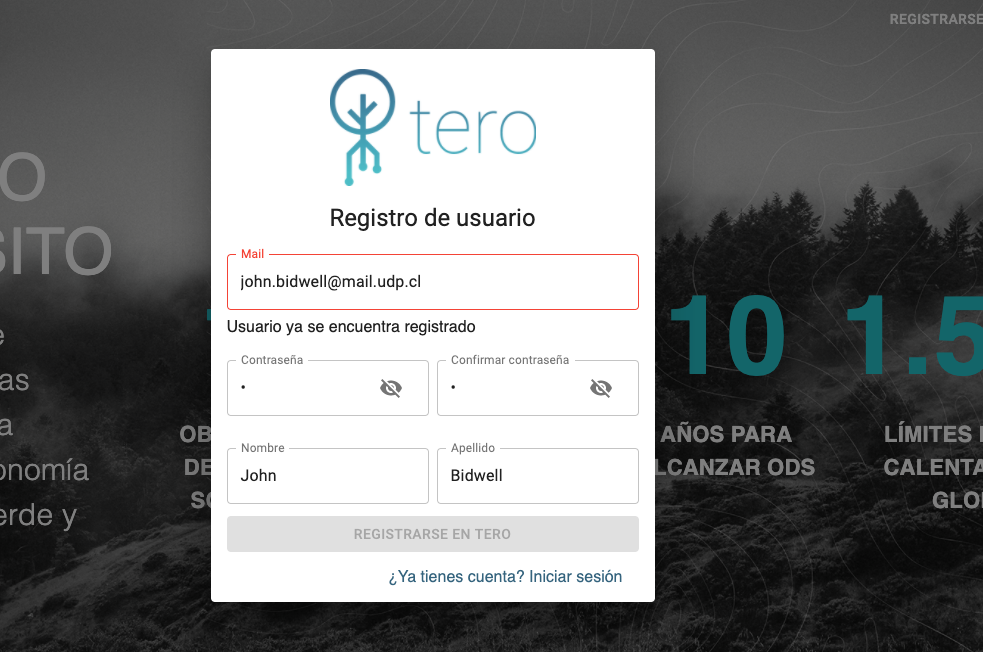 REGISTRARSE
tero
Registro de usuario
Mail
john.bidwell@mail.udp.cl
Usuario ya se encuentra registrado
Contraseña
Confirmar contraseña
Nombre
John
Apellido
Bidwell
REGISTRARSE EN TERO
¿Ya tienes cuenta? Iniciar sesión
O
SITO
e
as
a
onomía
erde y
OB
DE
SO
10
AÑOS PARA
LCANZAR ODS
1.5
LÍMITES
CALENTA
GLO